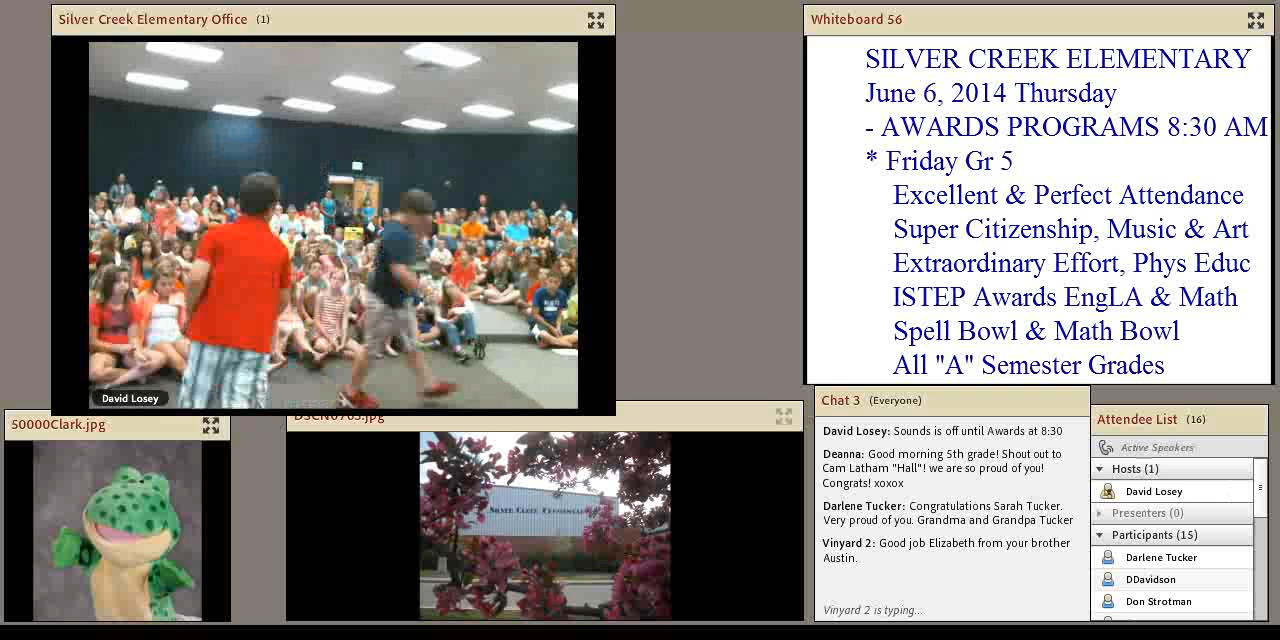 Silver Creek Elementary Office (1)
David Losey
Whiteboard 56
SILVER CREEK ELEMENTARY
June 6, 2014 Thursday
- AWARDS PROGRAMS 8:30 AM
* Friday Gr 5
Excellent & Perfect Attendance
Super Citizenship, Music & Art
Extraordinary Effort, Phys Educ
ISTEP Awards EngLA & Math
Spell Bowl & Math Bowl
All "A" Semester Grades
50000Clark.jpg
SILVER CREEK
Chat 3 (Everyone)
David Losey: Sounds is off until Awards at 8:30
Deanna: Good morning 5th grade! Shout out to
Cam Latham "Hall"! we are so proud of you!
Congrats! xoxox
Darlene Tucker: Congratulations Sarah Tucker.
Very proud of you. Grandma and Grandpa Tucker
Vinyard 2: Good job Elizabeth from your brother
Austin.
Vinyard 2 is typing..
Attendee List (16)
Active Speakers
Hosts (1)
David Losey
Presenters (0)
Participants (15)
Darlene Tucker
DDavidson
Don Strotman